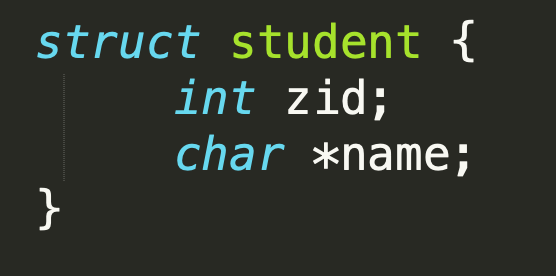 struct student {
    int zid;
    char *name;
}